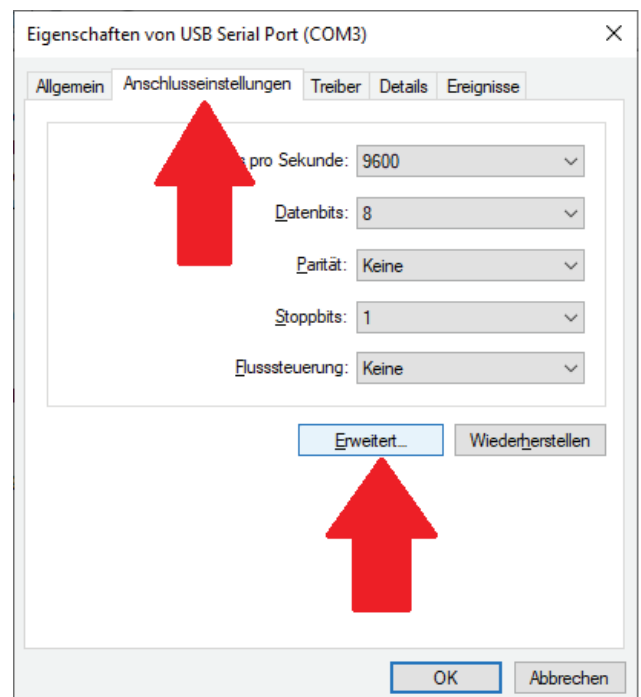 Eigenschaften von USB Serial Port (COM3)
Allgemein Anschlusseinstellungen Treiber Details Ereignisse
pro Sekunde: 9600
Datenbits: 8
Parität: Keine
Stoppbits: 1
Flusssteuerung: Keine
Erweitert... Wiederherstellen
OK Abbrechen